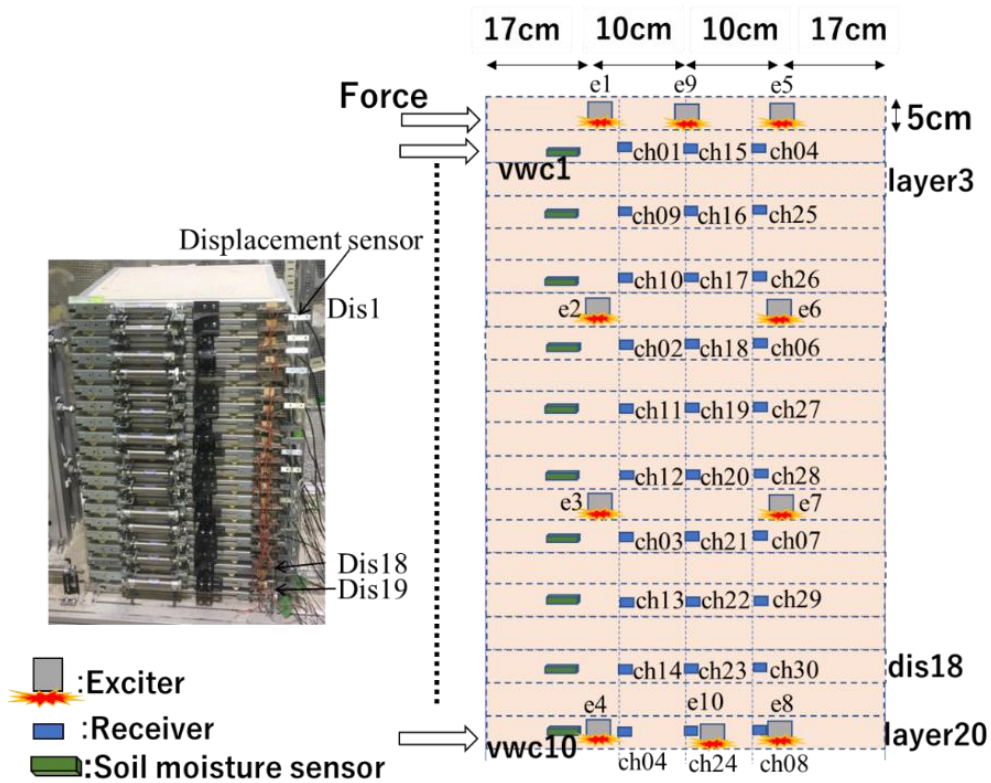 17cm 10cm 10cm 17cm
e1 e9 e5
Force
5cm
ch01 ch15 ch04
vwc1
layer3
ch09 ch16 ch25
Displacement sensor
ch10 ch17 ch26
Dis1
e2 e6
ch02 ch18 ch06
ch11 ch19 ch27
ch12 ch20 ch28
e3 e7
ch03 ch21 ch07
Dis18
Dis19
ch13 ch22 ch29
ch14 ch23 ch30 dis18
:Exciter
e4 e10 e8
:Receiver
layer20
vwc10
ch04 ch24 ch08
:Soil moisture sensor